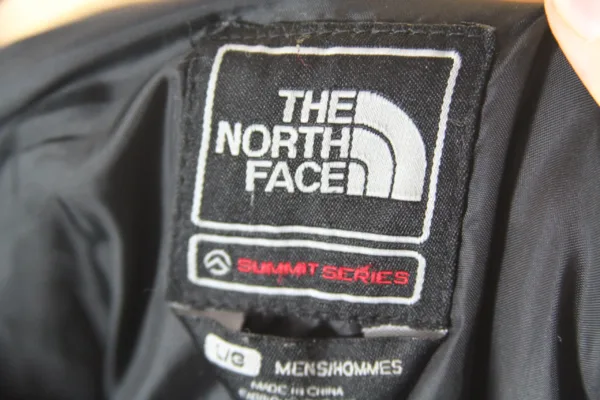 THE
NORTH
FACE
SUMMIT SERIES
L/G MENS/HOMMES
MADE IN CHINA